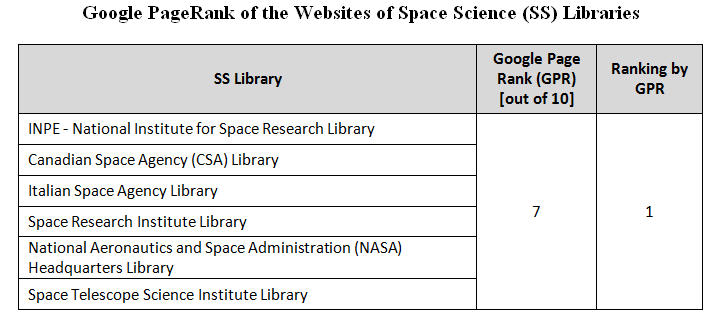 Google PageRank of the Websites of Space Science (SS) Libraries
SS Library
Google Page
Rank (GPR)
[out of 10]
Ranking by
GPR
INPE - National Institute for Space Research Library
Canadian Space Agency (CSA) Library
Italian Space Agency Library
Space Research Institute Library
National Aeronautics and Space Administration (NASA)
Headquarters Library
Space Telescope Science Institute Library
7
1